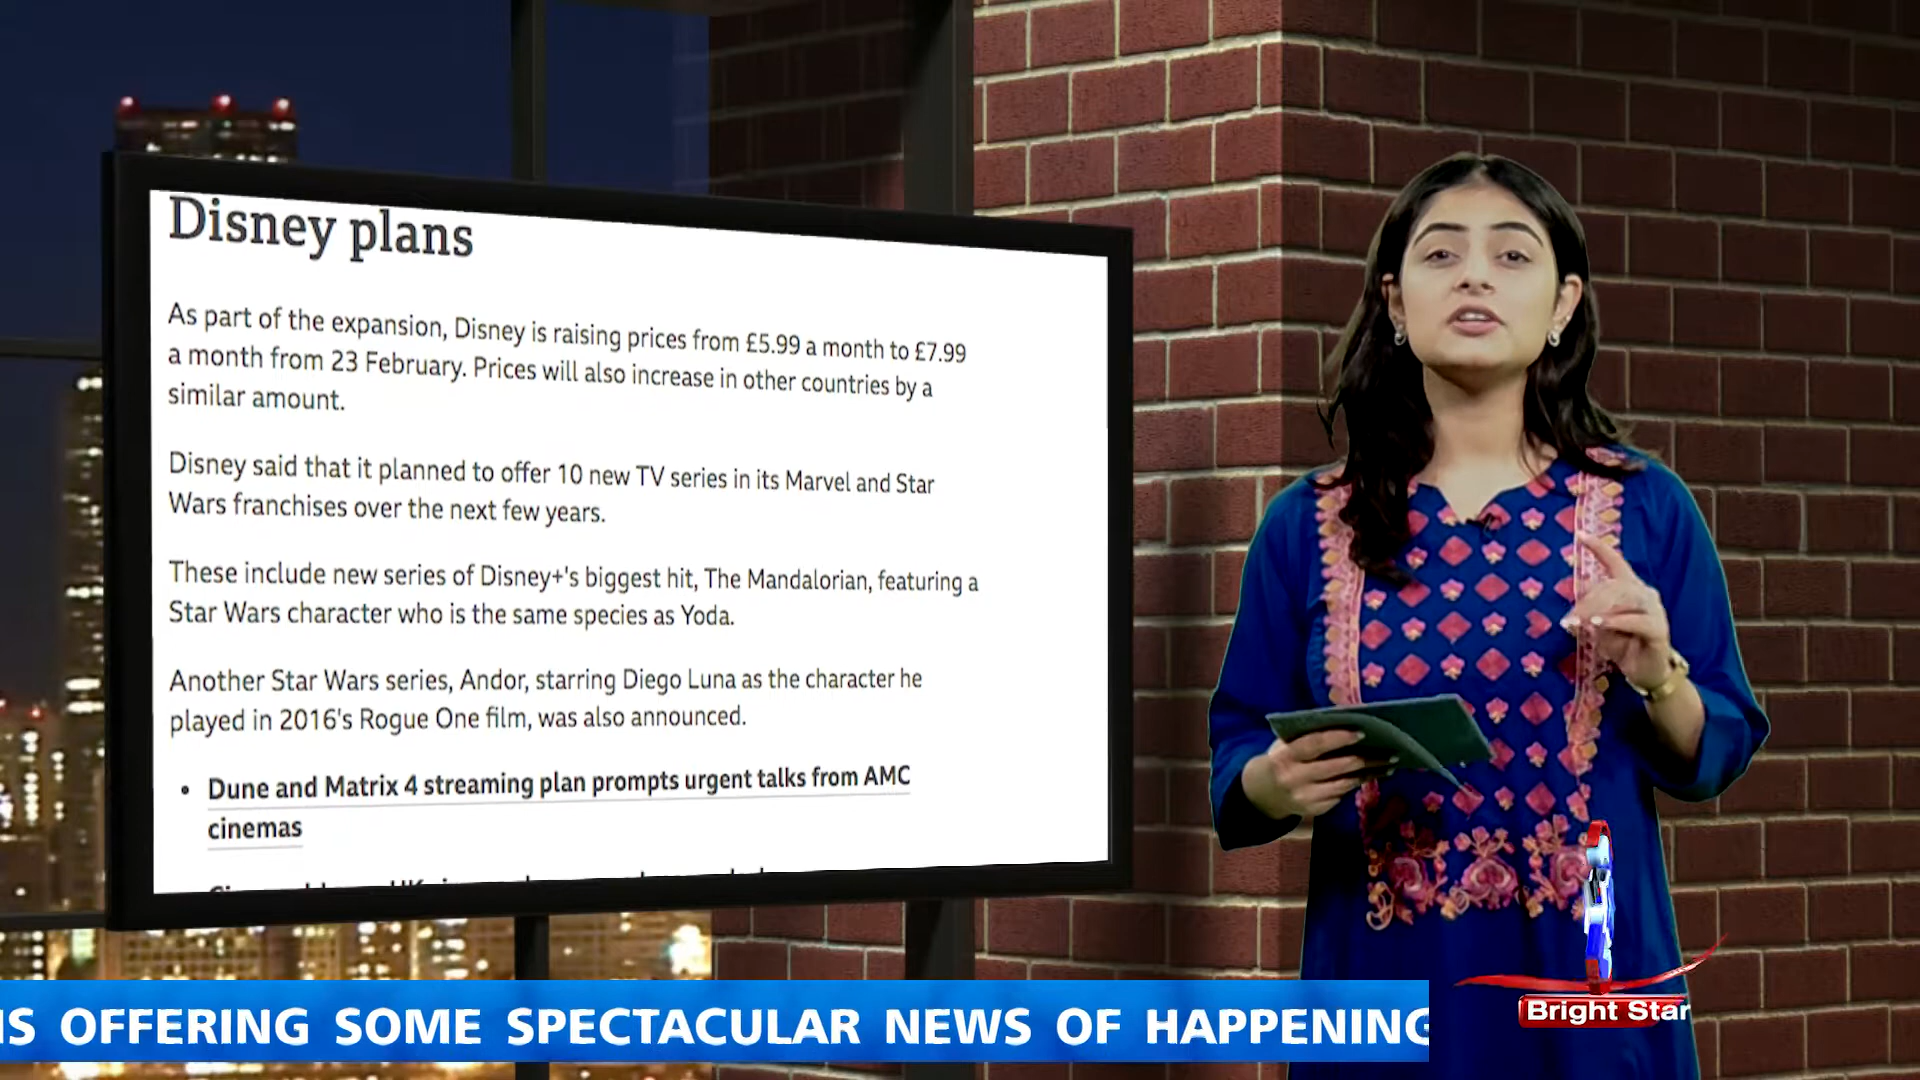 Disney plans
As part of the expansion, Disney is raising prices from £5.99 a month to £7.99
a month from 23 February. Prices will also increase in other countries by a
similar amount.
Disney said that it planned to offer 10 new TV series in its Marvel and Star
Wars franchises over the next few years.
These include new series of Disney+'s biggest hit, The Mandalorian, featuring a
Star Wars character who is the same species as Yoda.
Another Star Wars series, Andor, starring Diego Luna as the character he
played in 2016's Rogue One film, was also announced.
• Dune and Matrix 4 streaming plan prompts urgent talks from AMC
cinemas
IS OFFERING SOME SPECTACULAR NEWS OF HAPPENING
Bright Star